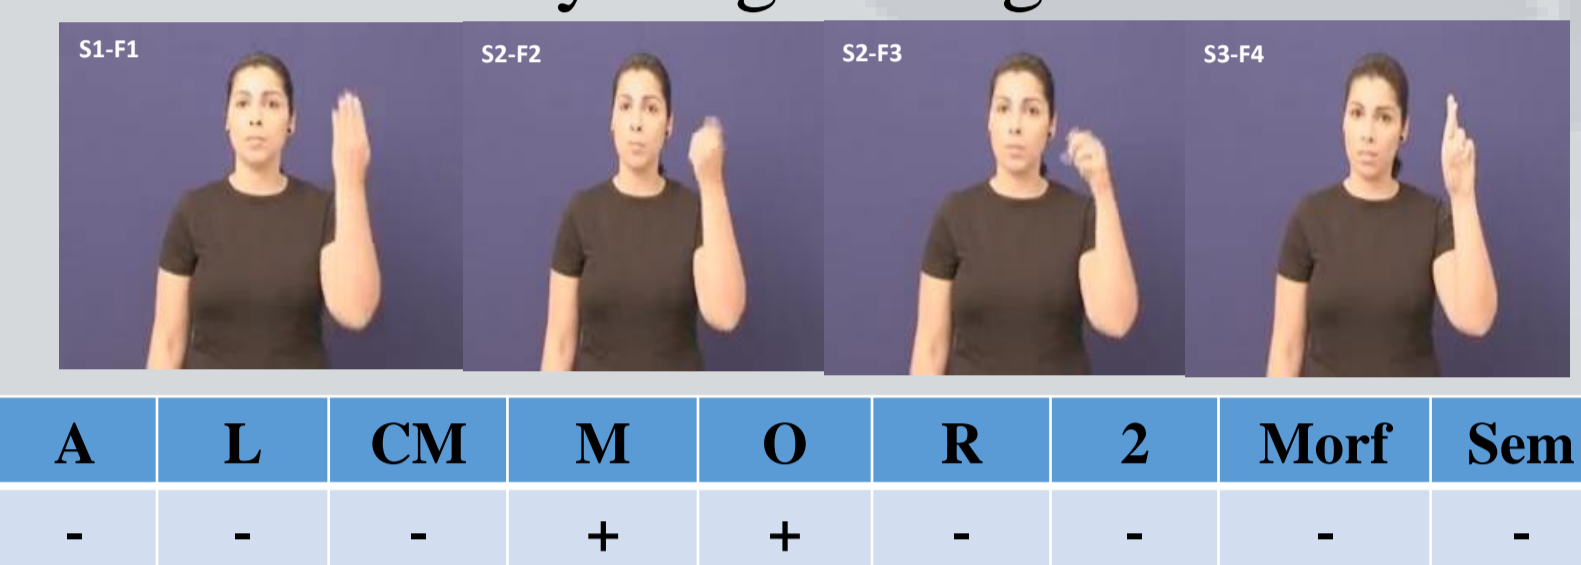 S1-F1 S2-F2 S2-F3 S3-F4
A L CM M O R 2 Morf Sem
- - - + + - - - -